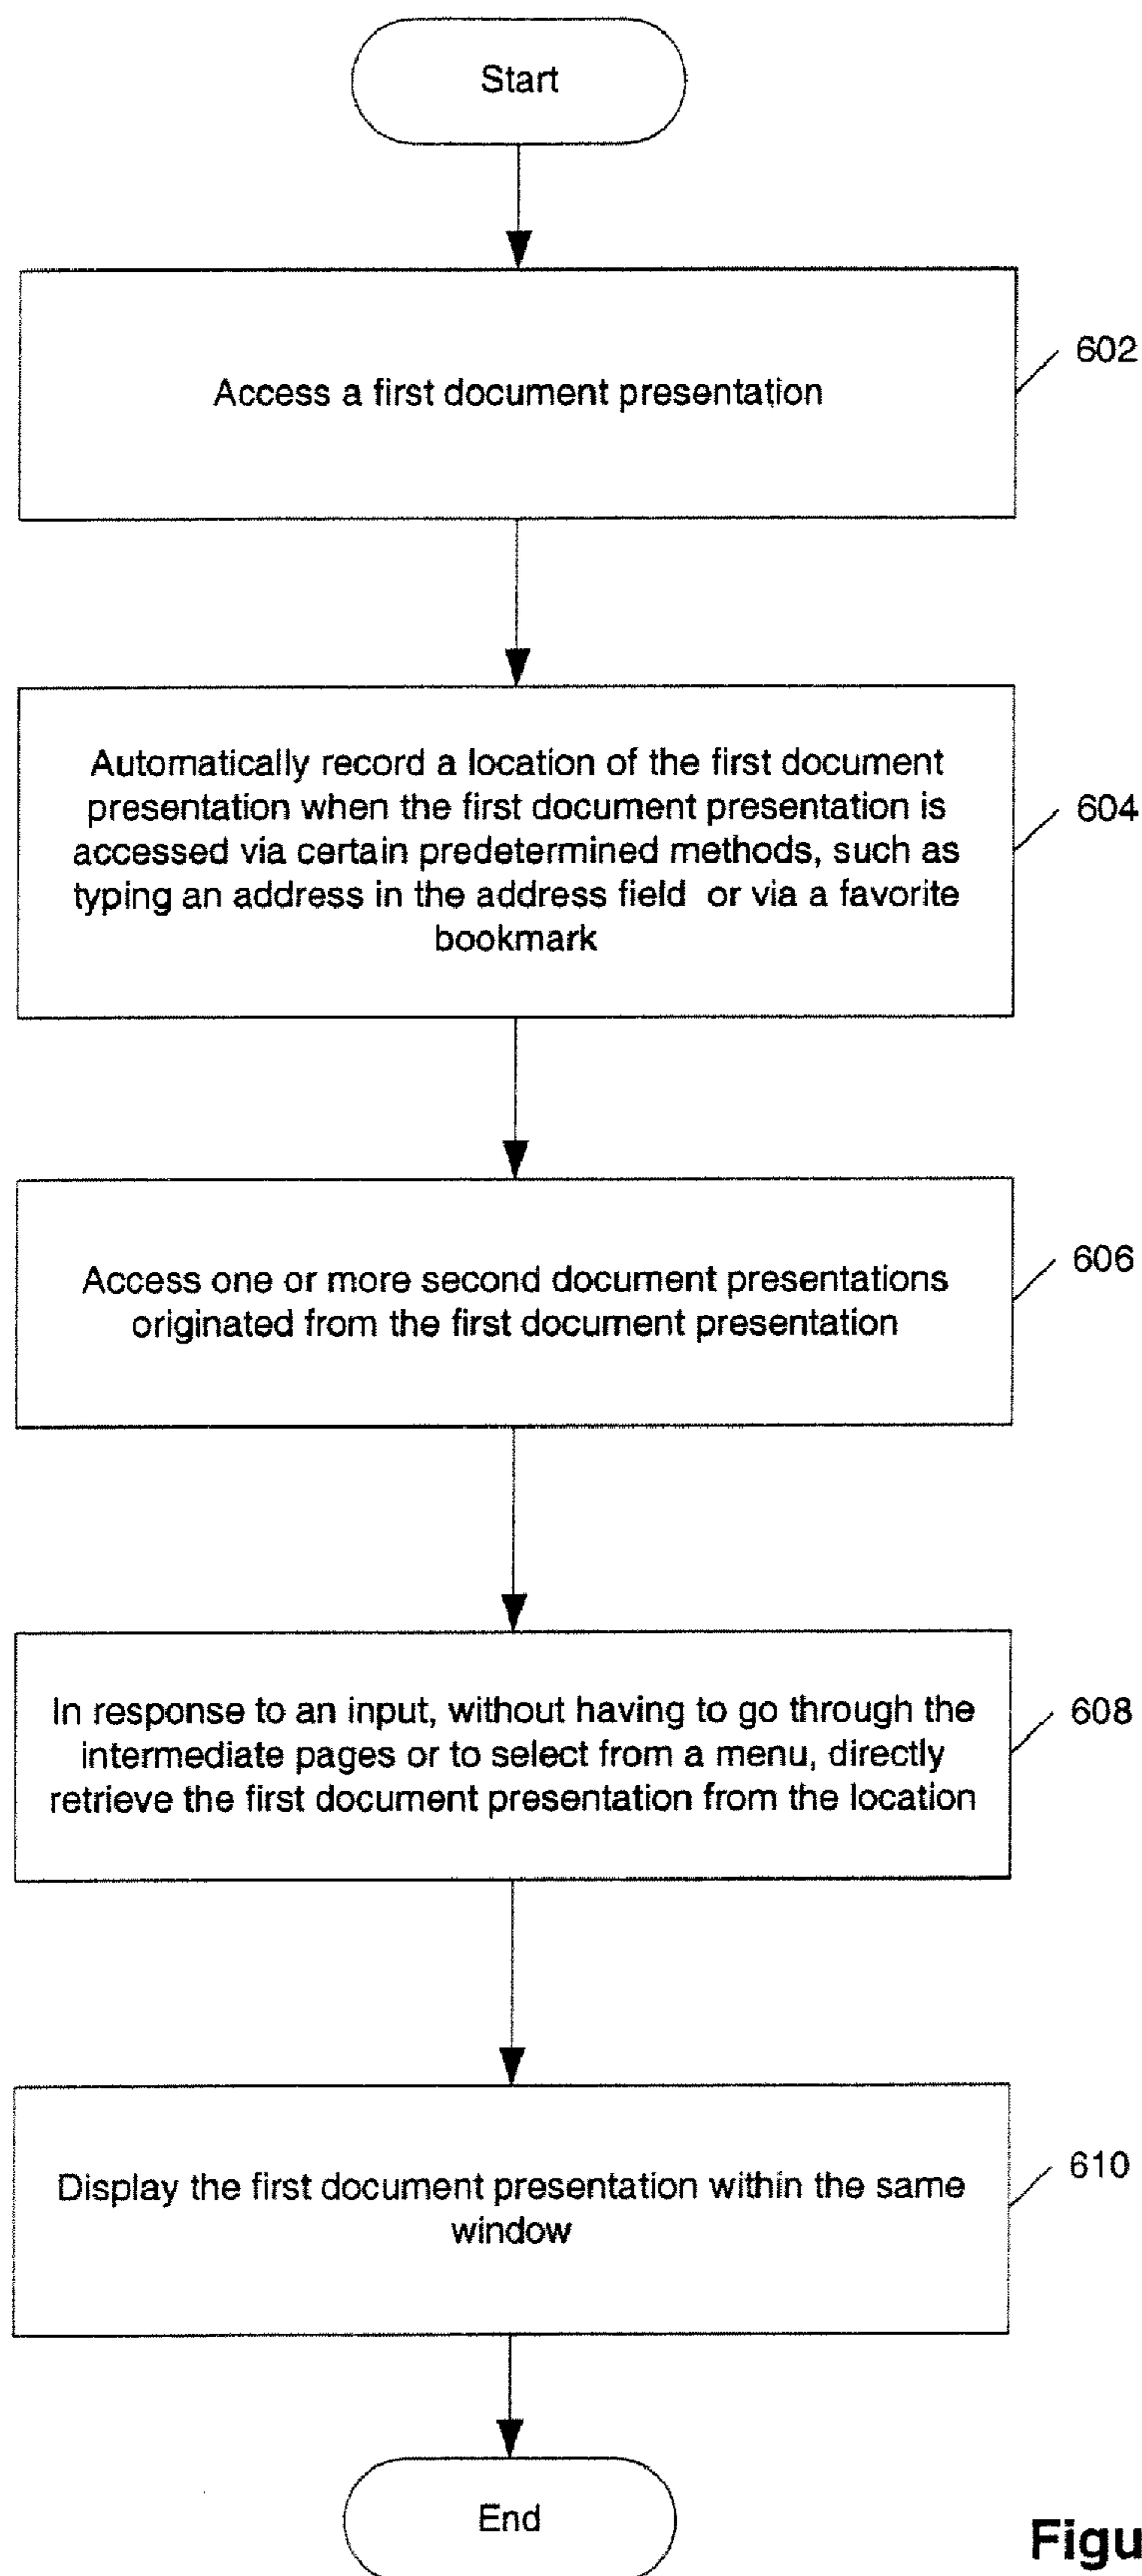 Start
Access a first document presentation
602
Automatically record a location of the first document
presentation when the first document presentation is
accessed via certain predetermined methods, such as
typing an address in the address field or via a favorite
bookmark
604
Access one or more second document presentations
originated from the first document presentation
606
In response to an input, without having to go through the
intermediate pages or to select from a menu, directly
retrieve the first document presentation from the location
608
Display the first document presentation within the same
window
610
End
Figu